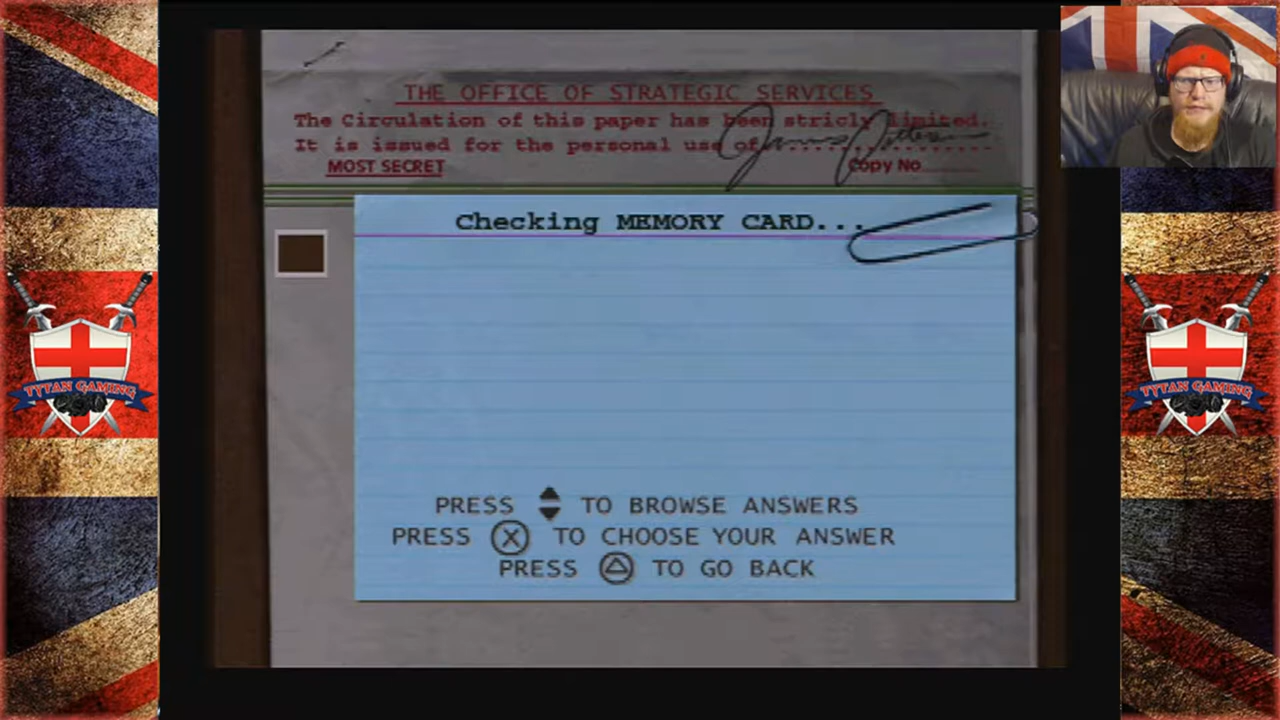 THE OFFICE OF STRATEGIC SERVICES
The Circulation of this paper has been stricly limited.
It is issued for the personal use of..................
MOST SECRET
Copy No.......
Checking MEMORY CARD...
PRESS TO BROWSE ANSWERS
PRESS X TO CHOOSE YOUR ANSWER
PRESS TO GO BACK
TYTAN GAMING
TYTAN GAMING